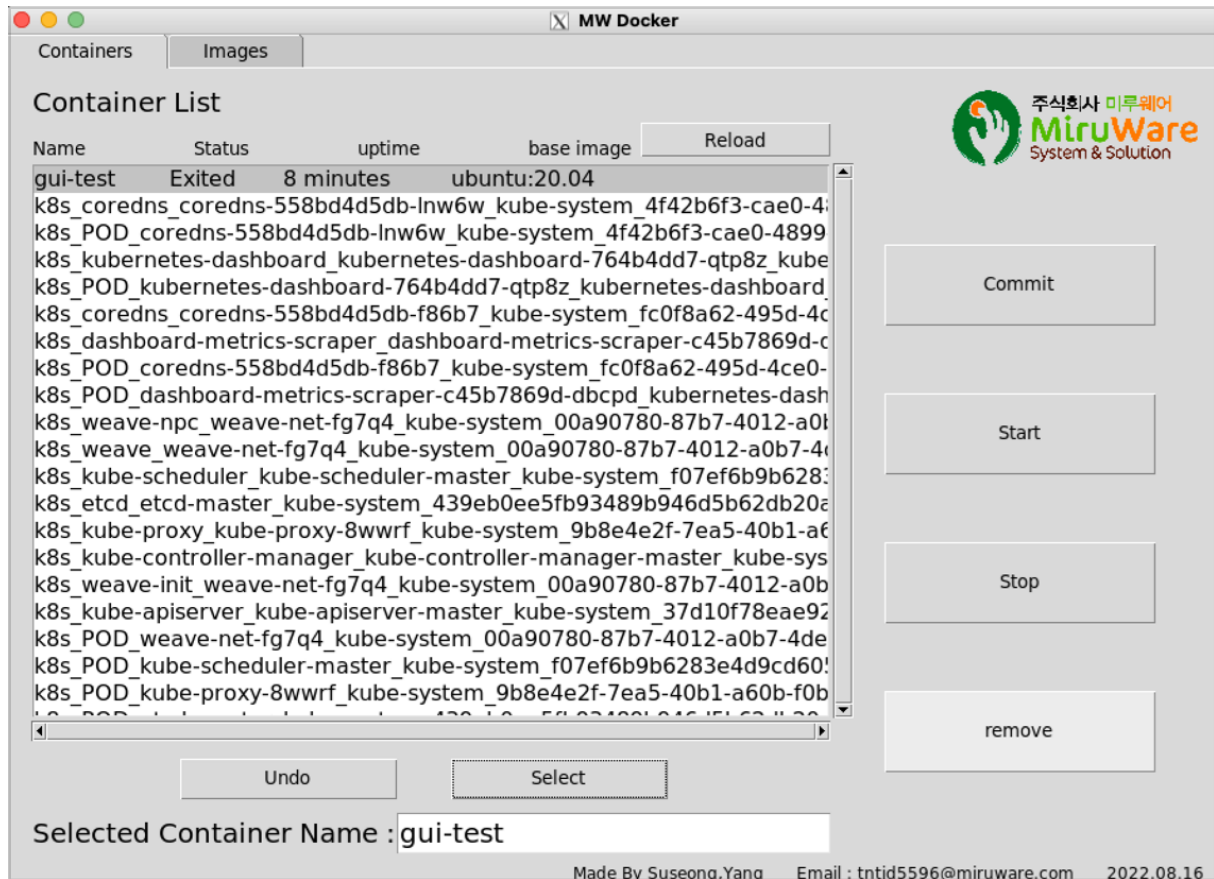 MW Docker
Containers Images
Container List
주식회사 미루웨어
MiruWare
System & Solution
Reload
Name Status uptime base image
gui-test Exited 8 minutes ubuntu:20.04
k8s_coredns_coredns-558bd4d5db-lnw6w_kube-system_4f42b6f3-cae0-4
k8s_POD_coredns-558bd4d5db-lnw6w_kube-system_4f42b6f3-cae0-4899
k8s_kubernetes-dashboard_kubernetes-dashboard-764b4dd7-qtp8z_kube
k8s_POD_kubernetes-dashboard-764b4dd7-qtp8z_kubernetes-dashboard_
k8s_coredns_coredns-558bd4d5db-f86b7_kube-system_fc0f8a62-495d-4c
k8s_dashboard-metrics-scraper_dashboard-metrics-scraper-c45b7869d-
k8s_POD_coredns-558bd4d5db-f86b7_kube-system_fc0f8a62-495d-4ce0-
k8s_POD_dashboard-metrics-scraper-c45b7869d-dbcpd_kubernetes-dash
k8s_weave-npc_weave-net-fg7q4_kube-system_00a90780-87b7-4012-a0
k8s_weave_weave-net-fg7q4_kube-system_00a90780-87b7-4012-a0b7-4
k8s_kube-scheduler_kube-scheduler-master_kube-system_f07ef6b9b628
k8s_etcd_etcd-master_kube-system_439eb0ee5fb93489b946d5b62db20a
k8s_kube-proxy_kube-proxy-8wwrf_kube-system_9b8e4e2f-7ea5-40b1-a6
k8s_kube-controller-manager_kube-controller-manager-master_kube-sys
k8s_weave-init_weave-net-fg7q4_kube-system_00a90780-87b7-4012-a0b
k8s_kube-apiserver_kube-apiserver-master_kube-system_37d10f78eae92
k8s_POD_weave-net-fg7q4_kube-system_00a90780-87b7-4012-a0b7-4de
k8s_POD_kube-scheduler-master_kube-system_f07ef6b9b6283e4d9cd60
k8s_POD_kube-proxy-8wwrf_kube-system_9b8e4e2f-7ea5-40b1-a60b-f0b
Commit
Start
Stop
remove
Undo Select
Selected Container Name : gui-test
Made By Suseong.Yang Email : tntid5596@miruware.com 2022.08.16